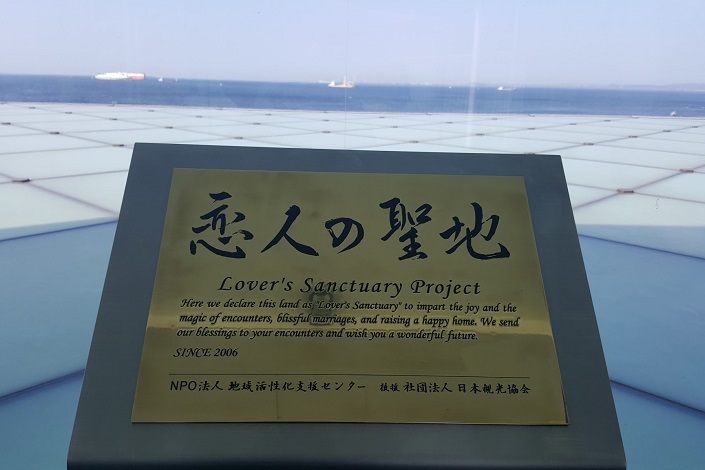 恋人の聖地
Lover's Sanctuary Project
Here we declare this land as "Lover's Sanctuary" to impart the joy and the
magic of encounters, blissful marriages, and raising a happy home. We send
our blessings to your encounters and wish you a wonderful future.
SINCE 2006
NPO法人 地域活性化支援センター 後援 社団法人 日本観光協会